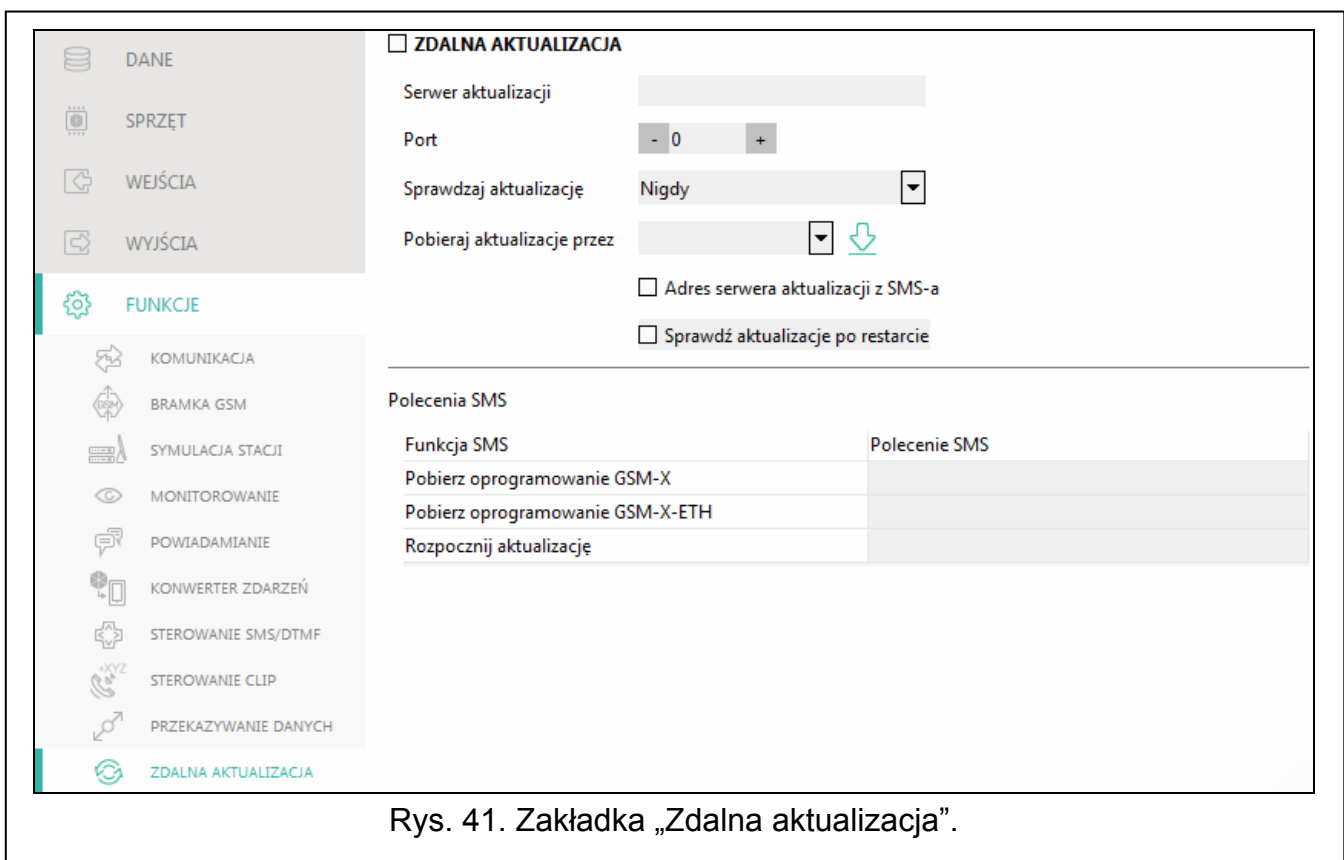 DANE
SPRZĘT
WEJŚCIA
WYJŚCIA
FUNKCJE
KOMUNIKACJA
GSM
BRAMKA GSM
SYMULACJA STACJI
MONITOROWANIE
POWIADAMIANIE
KONWERTER ZDARZEŃ
STEROWANIE SMS/DTMF
+XYZ
STEROWANIE CLIP
PRZEKAZYWANIE DANYCH
ZDALNA AKTUALIZACJA
ZDALNA AKTUALIZACJA
Serwer aktualizacji
Port - 0 +
Sprawdzaj aktualizację Nigdy
Pobieraj aktualizacje przez
Adres serwera aktualizacji z SMS-a
Sprawdź aktualizacje po restarcie
Polecenia SMS
Funkcja SMS Polecenie SMS
Pobierz oprogramowanie GSM-X
Pobierz oprogramowanie GSM-X-ETH
Rozpocznij aktualizację
Rys. 41. Zakładka „Zdalna aktualizacja”.